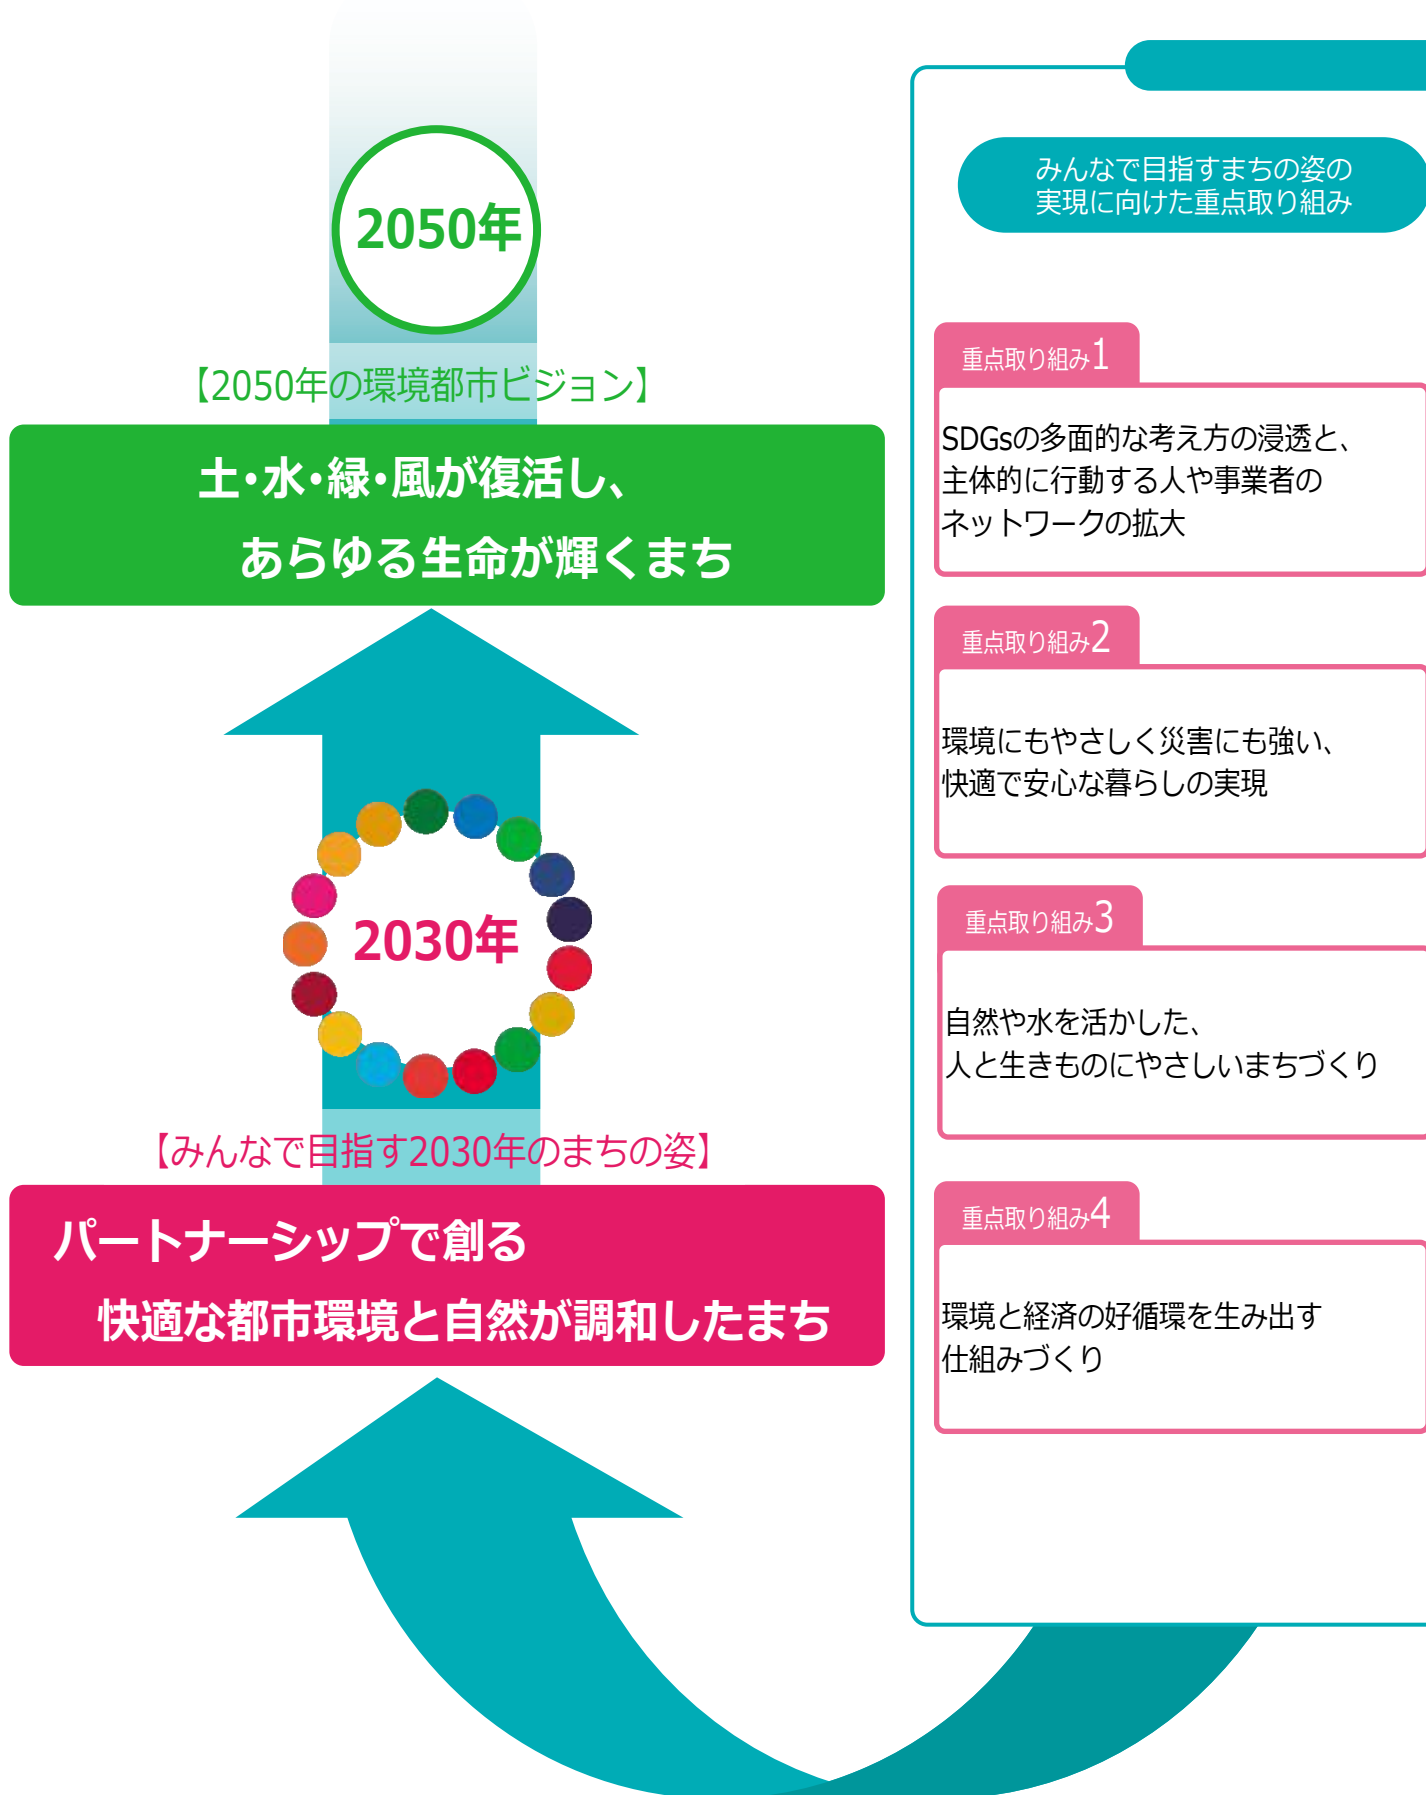 2050年
【2050年の環境都市ビジョン】
土・水・緑・風が復活し、
あらゆる生命が輝くまち
2030年
【みんなで目指す2030年のまちの姿】
パートナーシップで創る
快適な都市環境と自然が調和したまち
みんなで目指すまちの姿の
実現に向けた重点取り組み
重点取り組み1
SDGsの多面的な考え方の浸透と、
主体的に行動する人や事業者の
ネットワークの拡大
重点取り組み2
環境にもやさしく災害にも強い、
快適で安心な暮らしの実現
重点取り組み3
自然や水を活かした、
人と生きものにやさしいまちづくり
重点取り組み4
環境と経済の好循環を生み出す
仕組みづくり